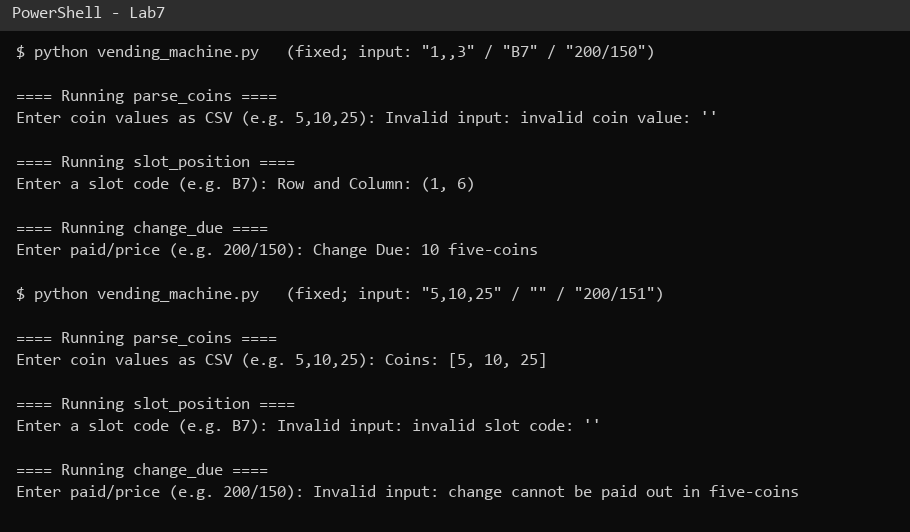 PowerShell - Lab7
$ python vending_machine.py   (fixed; input: "1,,3" / "B7" / "200/150")
==== Running parse_coins ====
Enter coin values as CSV (e.g. 5,10,25): Invalid input: invalid coin value: ''
==== Running slot_position ====
Enter a slot code (e.g. B7): Row and Column: (1, 6)
==== Running change_due ====
Enter paid/price (e.g. 200/150): Change Due: 10 five-coins
$ python vending_machine.py   (fixed; input: "5,10,25" / "" / "200/151")
==== Running parse_coins ====
Enter coin values as CSV (e.g. 5,10,25): Coins: [5, 10, 25]
==== Running slot_position ====
Enter a slot code (e.g. B7): Invalid input: invalid slot code: ''
==== Running change_due ====
Enter paid/price (e.g. 200/150): Invalid input: change cannot be paid out in five-coins